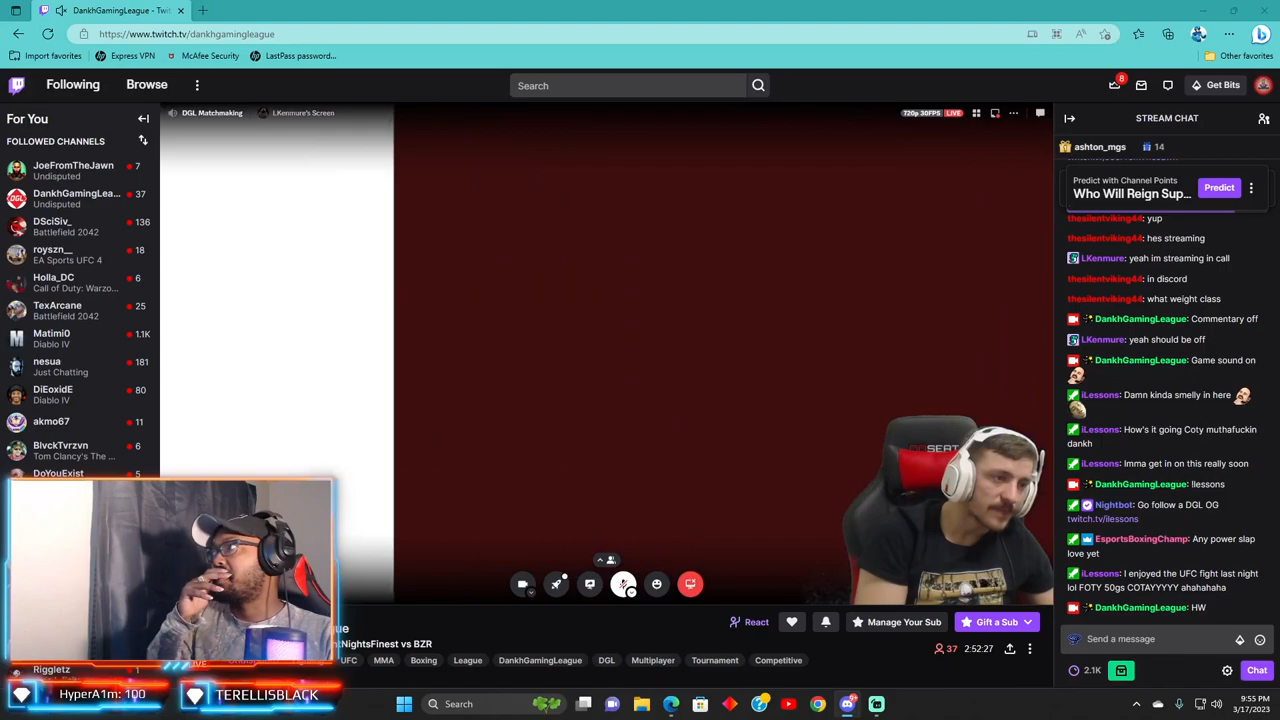 DankhGamingLeague - Twit
https://www.twitch.tv/dankhgamingleague
Import favorites
Express VPN
McAfee Security
LastPass password...
Other favorites
Following
Browse
Search
8
Get Bits
For You
FOLLOWED CHANNELS
JoeFromTheJawn
7
Undisputed
DankhGamingLea...
37
Undisputed
DSciSiv_
136
Battlefield 2042
royszn__
18
EA Sports UFC 4
Holla_DC
6
Call of Duty: Warzo...
TexArcane
25
Battlefield 2042
Matimi0
1.1K
Diablo IV
nesua
181
Just Chatting
DiEoxidE
80
Diablo IV
akmo67
11
BlvckTvrzvn
6
Tom Clancy's The ...
DoYouExist
5
Riggletz
DGL Matchmaking
LKenmure's Screen
720p 30FPS
LIVE
STREAM CHAT
ashton_mgs
14
Predict with Channel Points
Who Will Reign Sup...
Predict
thesilentviking44: yup
thesilentviking44: hes streaming
LKenmure: yeah im streaming in call
thesilentviking44: in discord
thesilentviking44: what weight class
DankhGamingLeague: Commentary off
LKenmure: yeah should be off
DankhGamingLeague: Game sound on
iLessons: Damn kinda smelly in here
iLessons: How's it going Coty muthafuckin
dankh
iLessons: Imma get in on this really soon
DankhGamingLeague: !lessons
Nightbot: Go follow a DGL OG
twitch.tv/ilessons
EsportsBoxingChamp: Any power slap
love yet
iLessons: I enjoyed the UFC fight last night
lol FOTY 50gs COTAYYYYY ahahahaha
DankhGamingLeague: HW
Send a message
2.1K
Chat
React
Manage Your Sub
Gift a Sub
NightsFinest vs BZR
37
2:52:27
UFC
MMA
Boxing
League
DankhGamingLeague
DGL
Multiplayer
Tournament
Competitive
HyperA1m: 100
TERELLISBLACK
Search
9:55 PM
3/17/2023